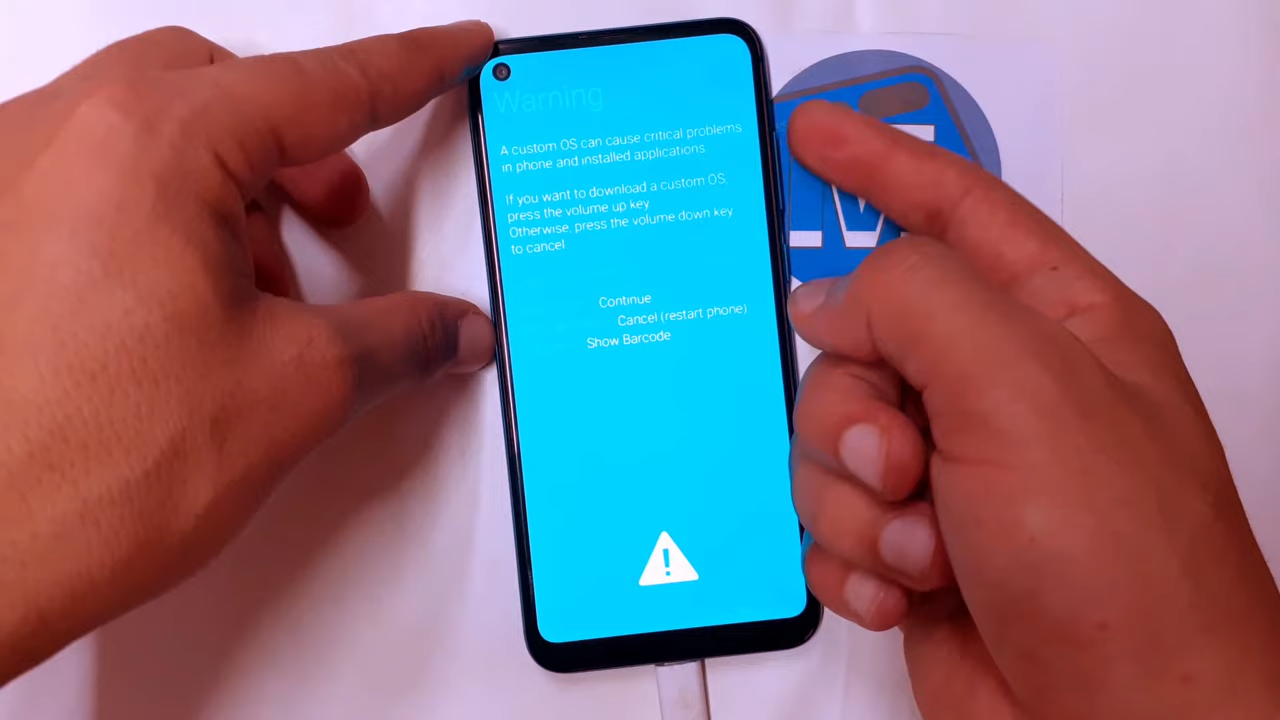 Warning
A custom OS can cause critical problems
in phone and installed applications.
If you want to download a custom OS,
press the volume up key.
Otherwise, press the volume down key
to cancel.
Continue
Cancel (restart phone)
Show Barcode